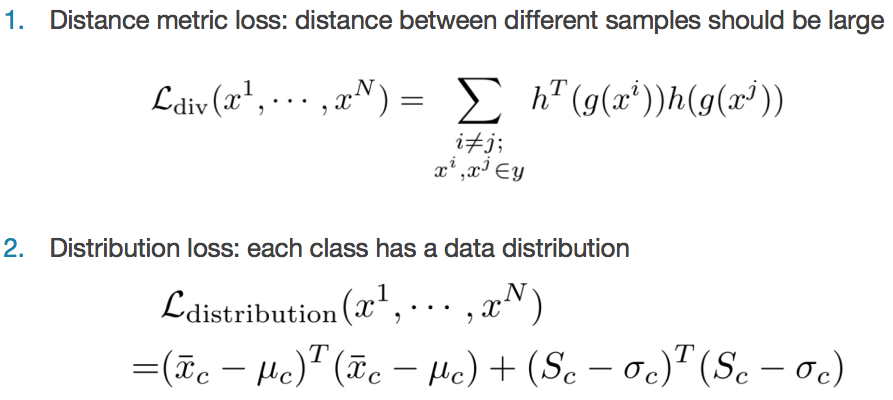 1. Distance metric loss: distance between different samples should be large
$\mathcal{L}_{\text{div}}(x^1, \cdots, x^N) = \sum_{\substack{i \neq j; \\ x^i, x^j \in y}} h^T(g(x^i))h(g(x^j))$
2. Distribution loss: each class has a data distribution
$\mathcal{L}_{\text{distribution}}(x^1, \cdots, x^N)$
$=(\bar{x}_c - \mu_c)^T(\bar{x}_c - \mu_c) + (S_c - \sigma_c)^T(S_c - \sigma_c)$